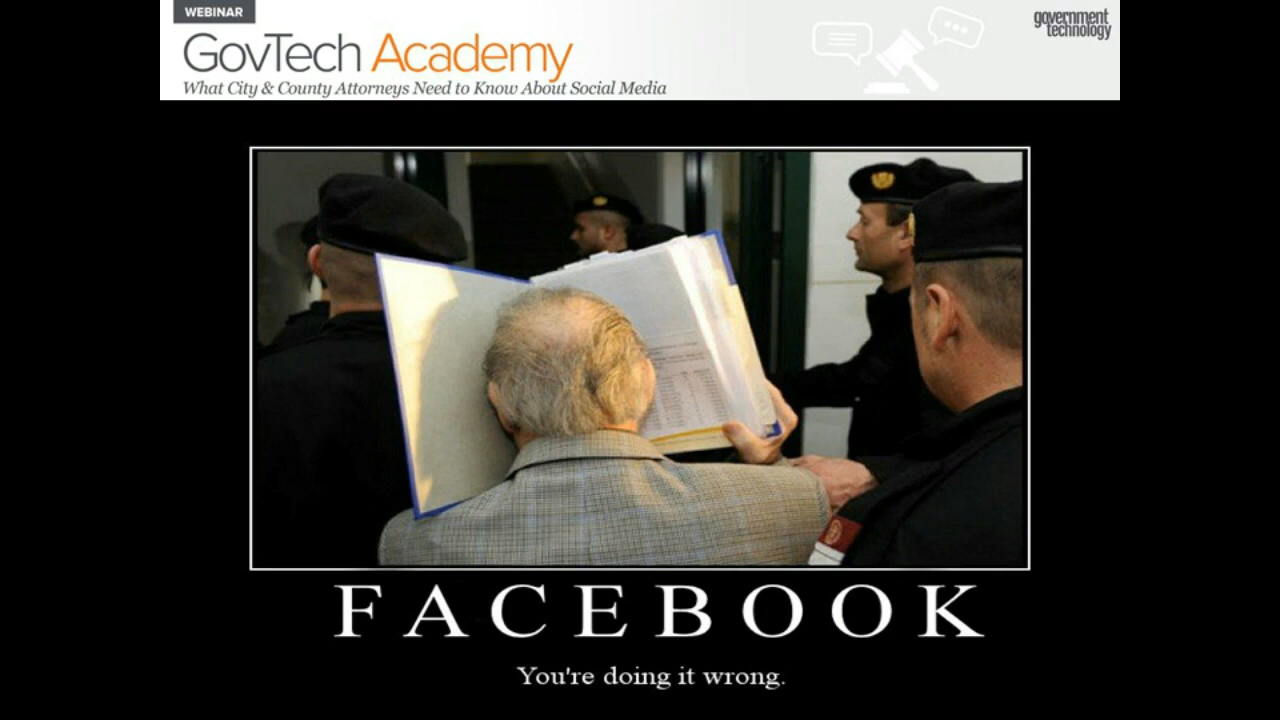 WEBINAR
GovTech Academy
What City & County Attorneys Need to Know About Social Media
government
technology
FACEBOOK
You're doing it wrong.